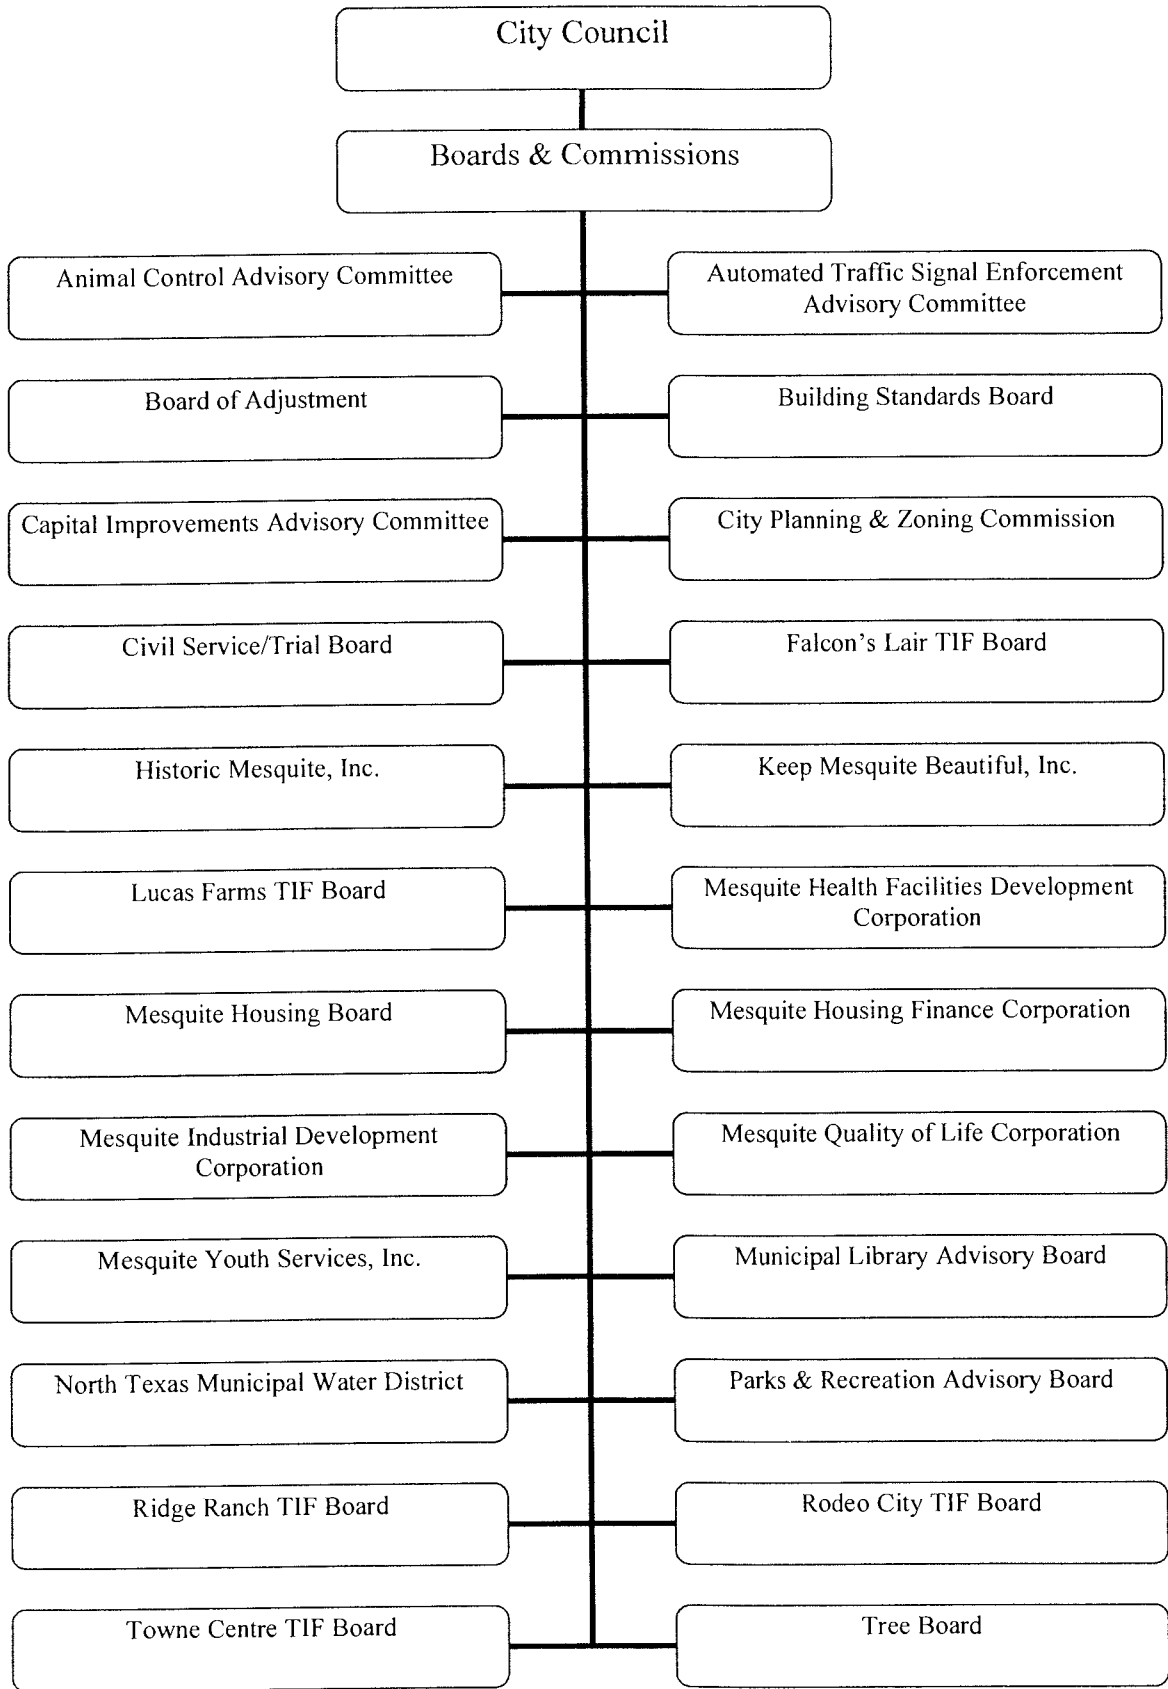 City Council
Boards & Commissions
Animal Control Advisory Committee
Automated Traffic Signal Enforcement
Advisory Committee
Board of Adjustment
Building Standards Board
Capital Improvements Advisory Committee
City Planning & Zoning Commission
Civil Service/Trial Board
Falcon's Lair TIF Board
Historic Mesquite, Inc.
Keep Mesquite Beautiful, Inc.
Lucas Farms TIF Board
Mesquite Health Facilities Development
Corporation
Mesquite Housing Board
Mesquite Housing Finance Corporation
Mesquite Industrial Development
Corporation
Mesquite Quality of Life Corporation
Mesquite Youth Services, Inc.
Municipal Library Advisory Board
North Texas Municipal Water District
Parks & Recreation Advisory Board
Ridge Ranch TIF Board
Rodeo City TIF Board
Towne Centre TIF Board
Tree Board